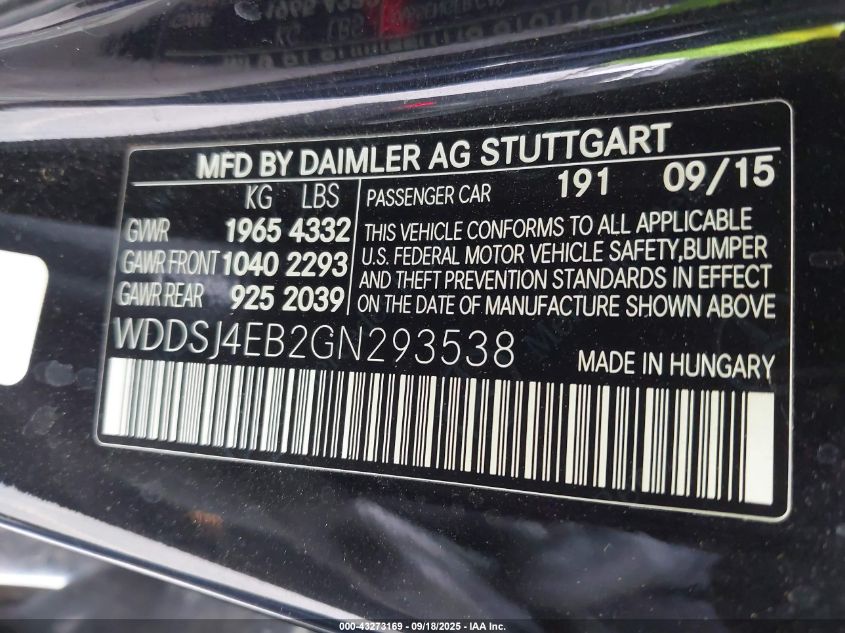 MFD BY DAIMLER AG STUTTGART
KG LBS
GVWR 1965 4332
GAWR FRONT 1040 2293
GAWR REAR 925 2039
PASSENGER CAR 191 09/15
THIS VEHICLE CONFORMS TO ALL APPLICABLE
U.S. FEDERAL MOTOR VEHICLE SAFETY,BUMPER
AND THEFT PREVENTION STANDARDS IN EFFECT
ON THE DATE OF MANUFACTURE SHOWN ABOVE
WDDSJ4EB2GN293538
MADE IN HUNGARY
000-43273169 - 09/18/2025 - IAA Inc.